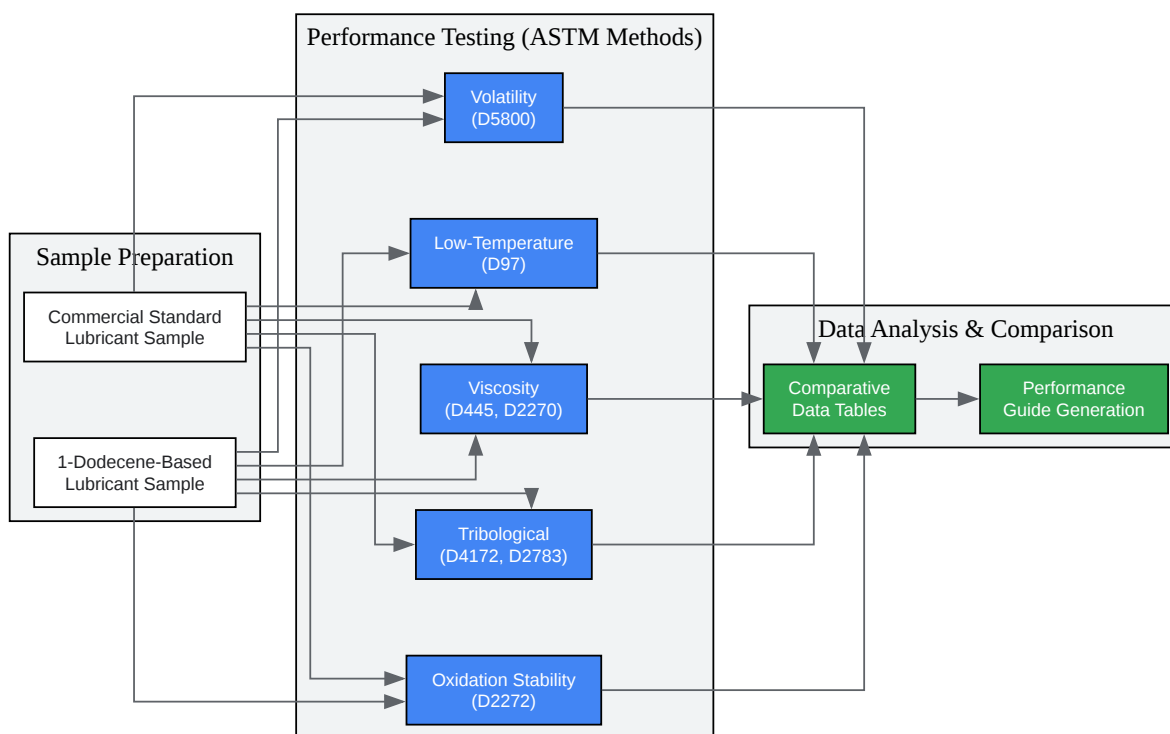 Performance Testing (ASTM Methods)
Volatility
(D5800)
Low-Temperature
(D97)
Sample Preparation
Commercial Standard
Lubricant Sample
Data Analysis & Comparison
Viscosity
(D445, D2270)
Comparative
Data Tables
Performance
Guide Generation
1-Dodecene-Based
Lubricant Sample
Tribological
(D4172, D2783)
Oxidation Stability
(D2272)